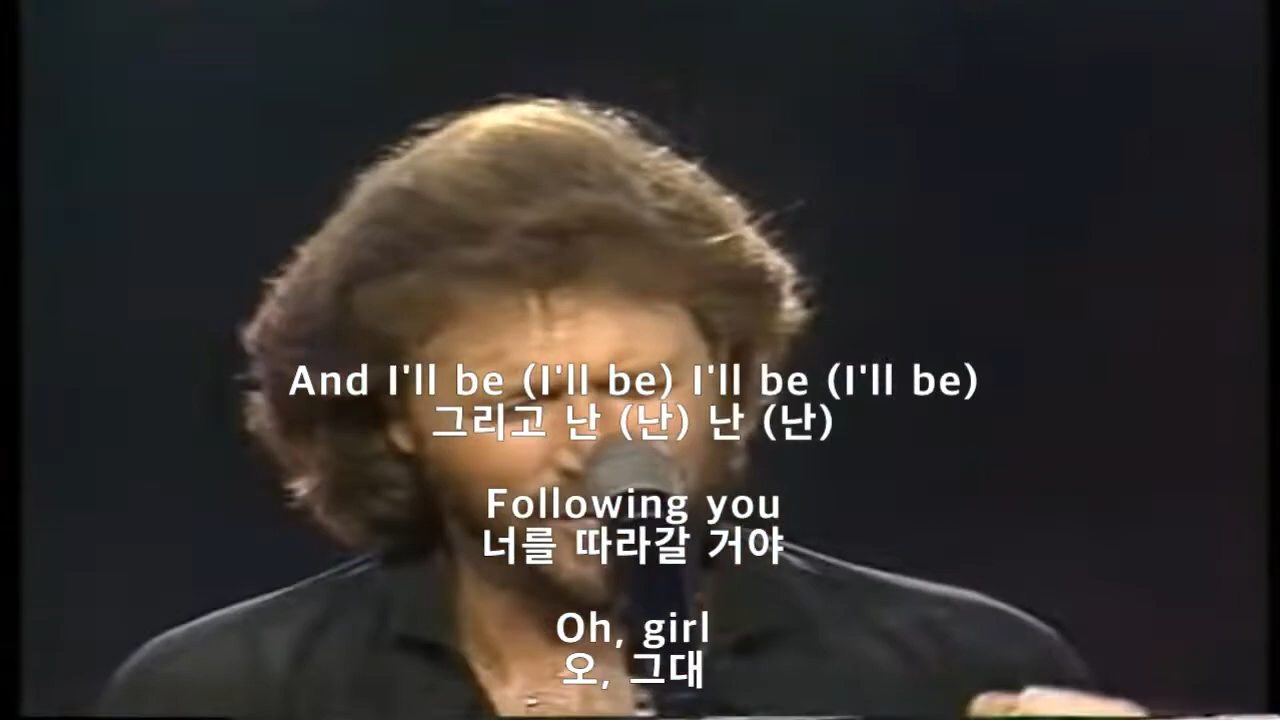 And I'll be (I'll be) I'll be (I'll be)
그리고 난 (난) 난 (난)
Following you
너를 따라갈 거야
Oh, girl
오, 그대